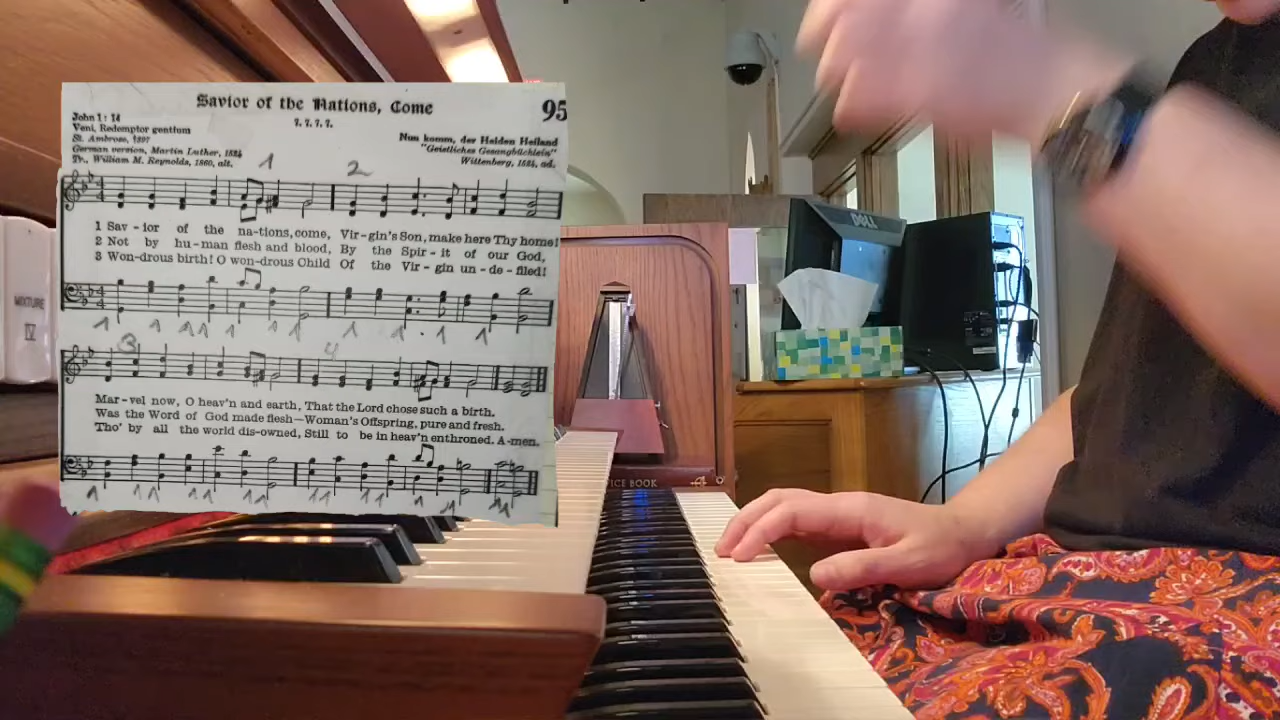 Savior of the Nations, Come
95
7. 7. 7. 7.
John 1: 14
Veni, Redemptor gentium
St. Ambrose, †397
German version, Martin Luther, 1524
Tr., William M. Reynolds, 1860, alt.
Nun komm, der Heiden Heiland
"Geistliches Gesangbüchlein"
Wittenberg, 1524, ad.
1 2
1 Sav - ior of the na-tions, come, Vir-gin's Son, make here Thy home!
2 Not by hu-man flesh and blood, By the Spir - it of our God,
3 Won-drous birth! O won-drous Child Of the Vir - gin un - de - filed!
3 4
Mar-vel now, O heav'n and earth, That the Lord chose such a birth.
Was the Word of God made flesh—Woman's Offspring, pure and fresh.
Tho' by all the world dis-owned, Still to be in heav'n enthroned. A-men.
MIXTURE
IV
DELL
ICE BOOK